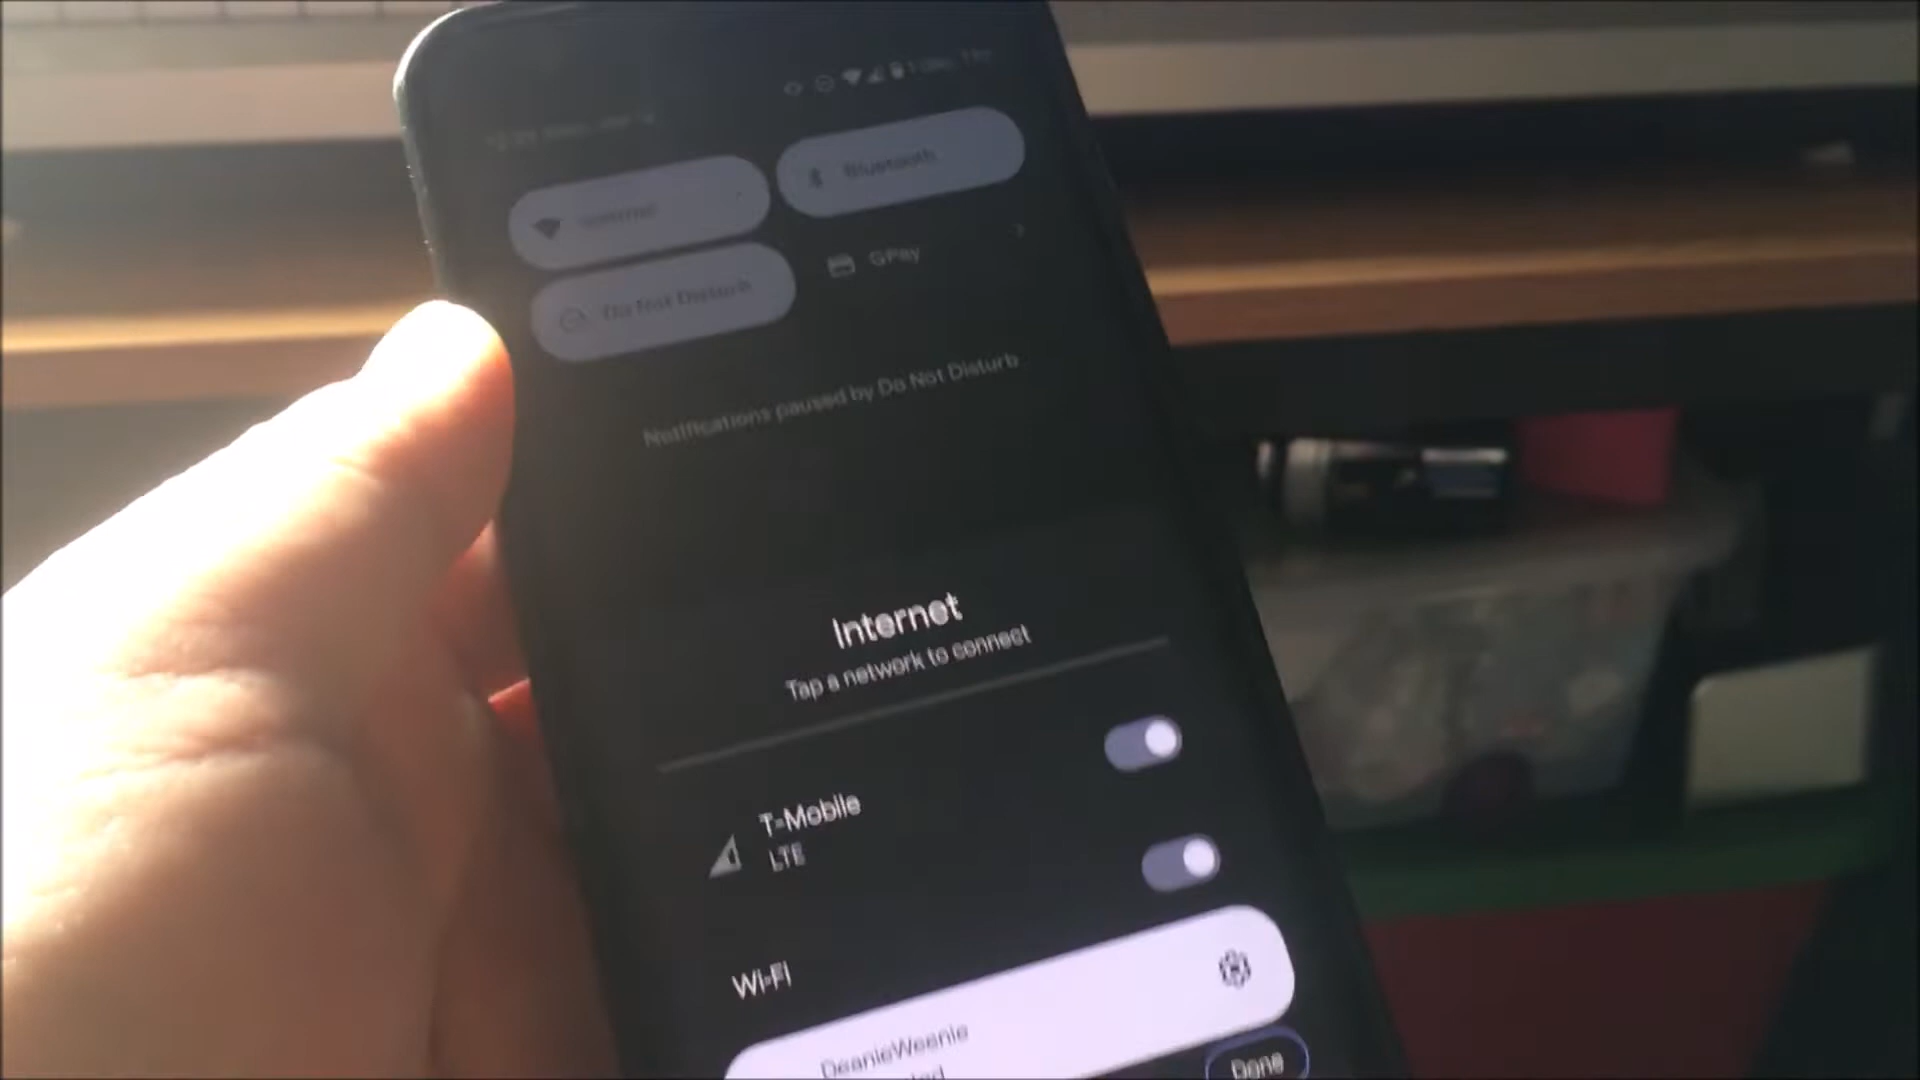 Bluetooth
Do Not Disturb
GPay
Notifications paused by Do Not Disturb
Internet
Tap a network to connect
T-Mobile
LTE
Wi-Fi
DeanieWeenie
Done